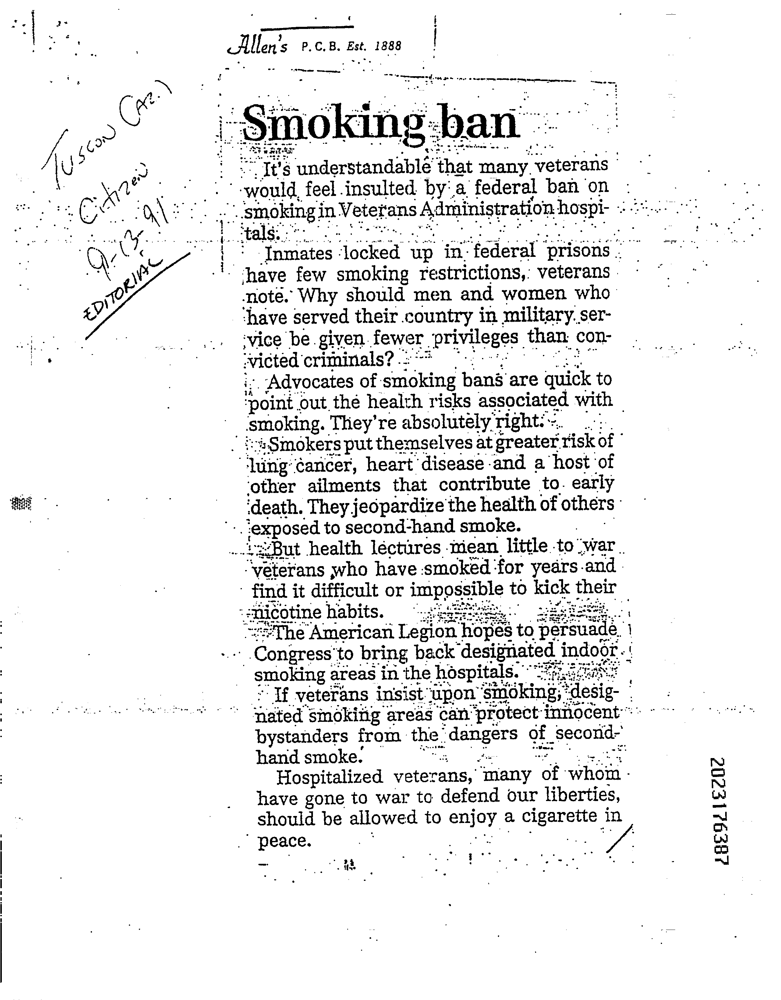 Allen's P.C.B. Est. 1888
TUSCON (AZ.)
Citizen
9-13-91
EDITORIAL
Smoking ban
It's understandable that many veterans
would feel insulted by a federal ban on
smoking in Veterans Administration hospi-
tals.
Inmates locked up in federal prisons
have few smoking restrictions, veterans
note. Why should men and women who
have served their country in military ser-
vice be given fewer privileges than con-
victed criminals?
Advocates of smoking bans are quick to
point out the health risks associated with
smoking. They're absolutely right.
Smokers put themselves at greater risk of
lung cancer, heart disease and a host of
other ailments that contribute to early
death. They jeopardize the health of others
exposed to second-hand smoke.
But health lectures mean little to war
veterans who have smoked for years and
find it difficult or impossible to kick their
nicotine habits.
The American Legion hopes to persuade
Congress to bring back designated indoor
smoking areas in the hospitals.
If veterans insist upon smoking, desig-
nated smoking areas can protect innocent
bystanders from the dangers of second-
hand smoke.
Hospitalized veterans, many of whom
have gone to war to defend our liberties,
should be allowed to enjoy a cigarette in
peace.
2023176387